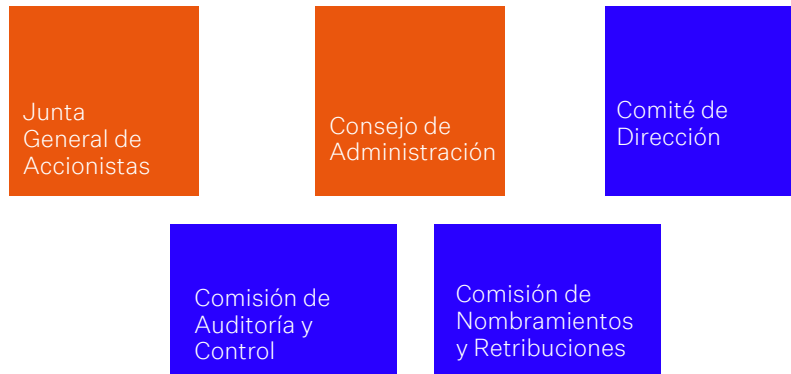 Junta
General de
Accionistas
Consejo de
Administración
Comité de
Dirección
Comisión de
Auditoría y
Control
Comisión de
Nombramientos
y Retribuciones